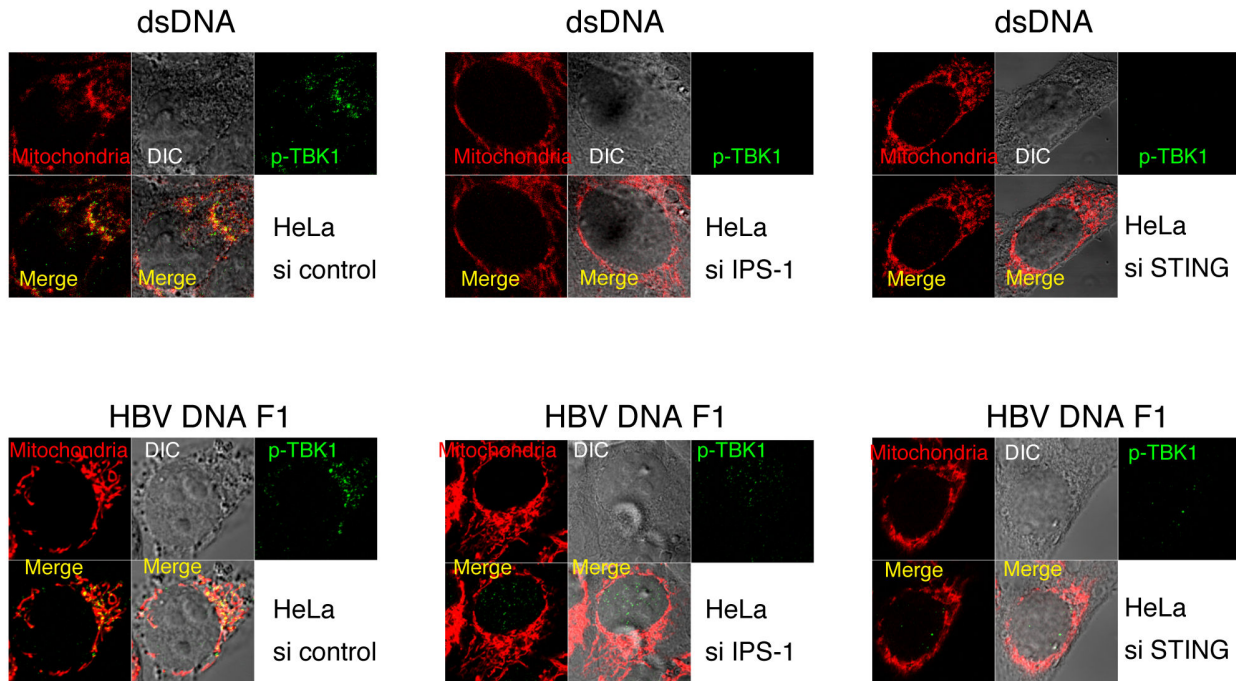 dsDNA
Mitochondria DIC p-TBK1
Merge Merge
HeLa
si control
dsDNA
Mitochondria DIC p-TBK1
Merge Merge
HeLa
si IPS-1
dsDNA
Mitochondria DIC p-TBK1
Merge Merge
HeLa
si STING
HBV DNA F1
Mitochondria DIC p-TBK1
Merge Merge
HeLa
si control
HBV DNA F1
Mitochondria DIC p-TBK1
Merge Merge
HeLa
si IPS-1
HBV DNA F1
Mitochondria DIC p-TBK1
Merge Merge
HeLa
si STING